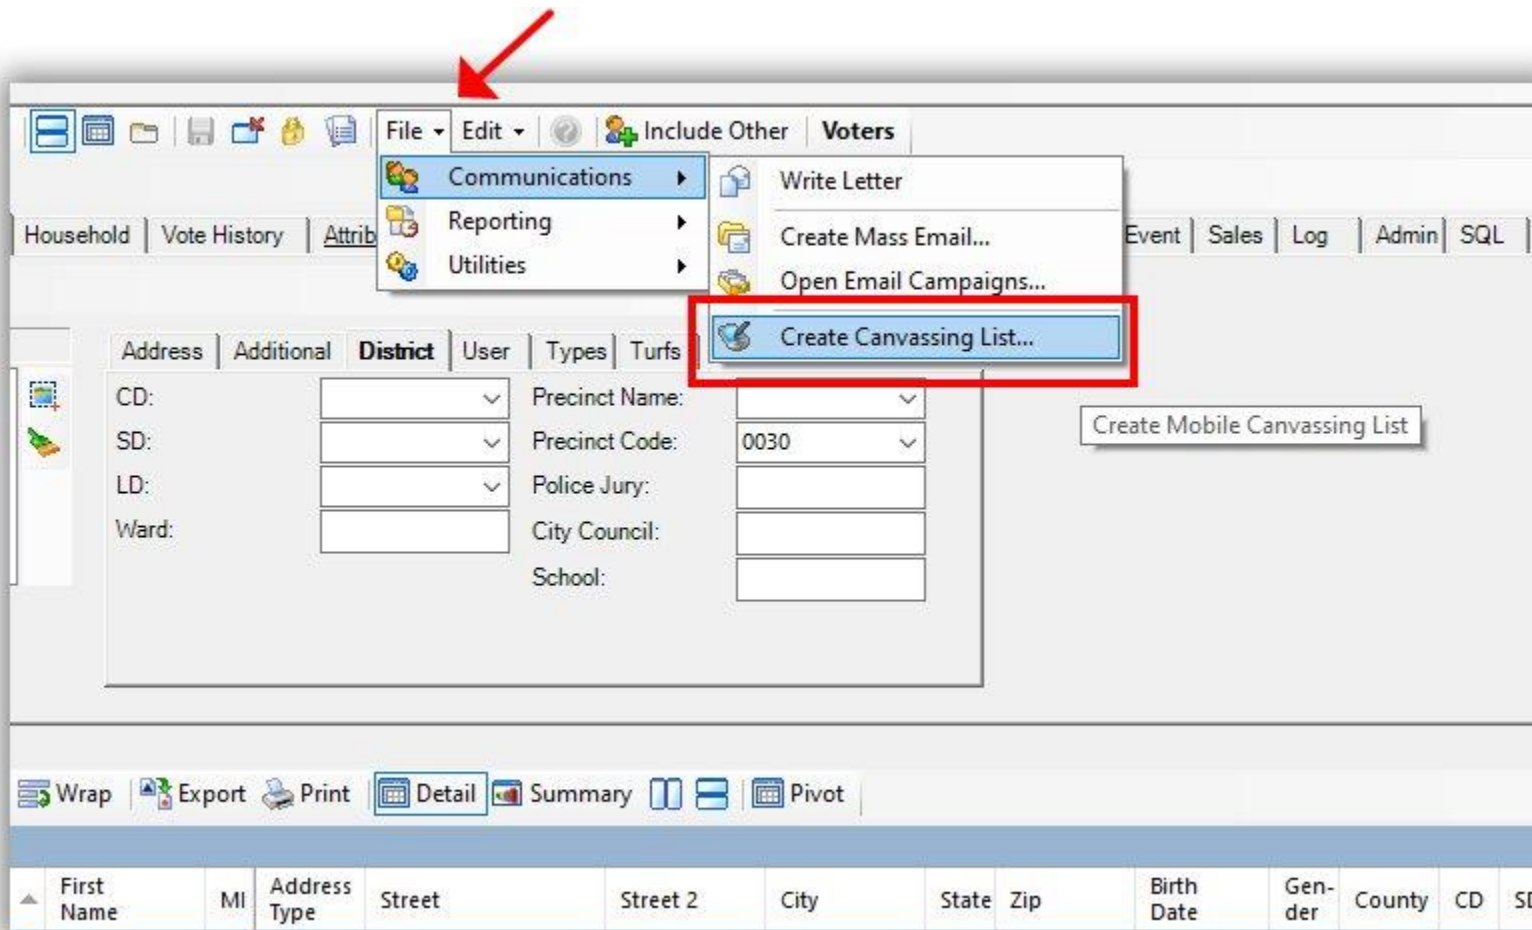 File Edit Include Other Voters
Communications
Reporting
Utilities
Write Letter
Create Mass Email...
Open Email Campaigns...
Create Canvassing List...
Create Mobile Canvassing List
Household Vote History Event Sales Log Admin SQL
Address Additional District User Types Turfs
CD: Precinct Name:
SD: Precinct Code: 0030
LD: Police Jury:
Ward: City Council:
School:
Wrap Export Print Detail Summary Pivot
First Name MI Address Type Street Street 2 City State Zip Birth Date Gen-der County CD